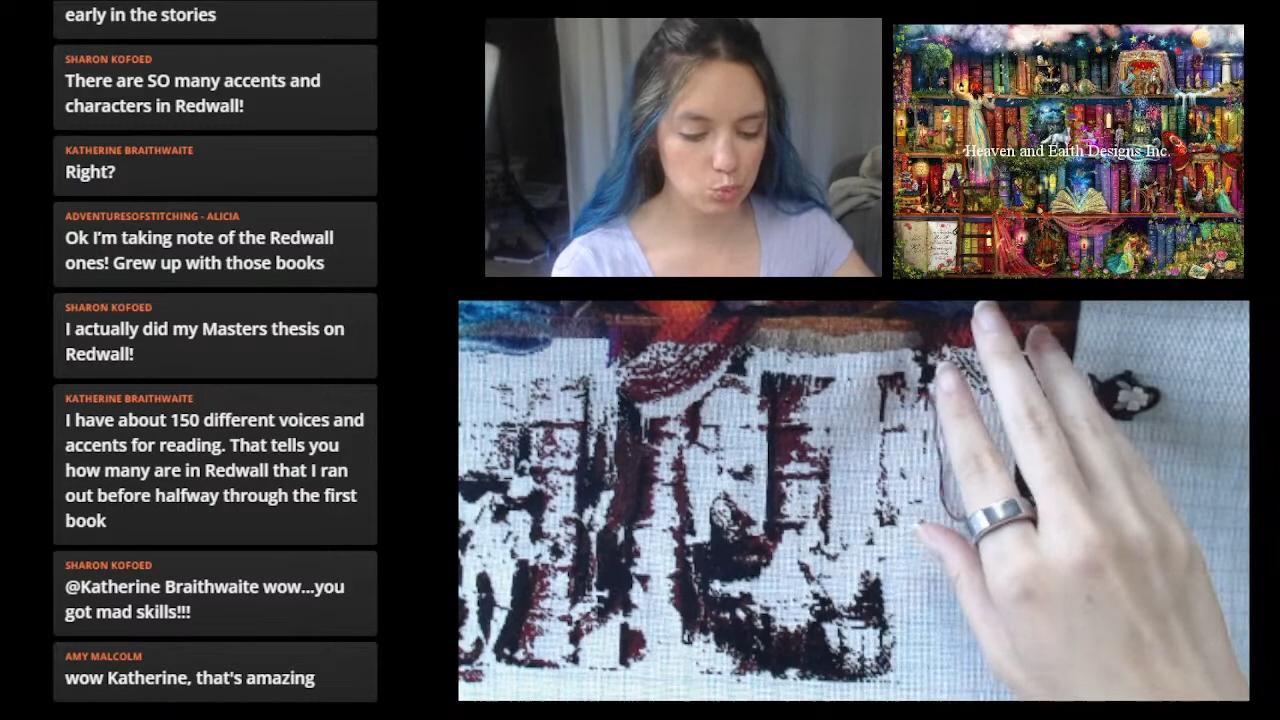 early in the stories
SHARON KOFOED
There are SO many accents and
characters in Redwall!
KATHERINE BRAITHWAITE
Right?
ADVENTURESOFSTITCHING - ALICIA
Ok I'm taking note of the Redwall
ones! Grew up with those books
SHARON KOFOED
I actually did my Masters thesis on
Redwall!
KATHERINE BRAITHWAITE
I have about 150 different voices and
accents for reading. That tells you
how many are in Redwall that I ran
out before halfway through the first
book
SHARON KOFOED
@Katherine Braithwaite wow...you
got mad skills!!!
AMY MALCOLM
wow Katherine, that's amazing
Heaven and Earth Designs Inc.